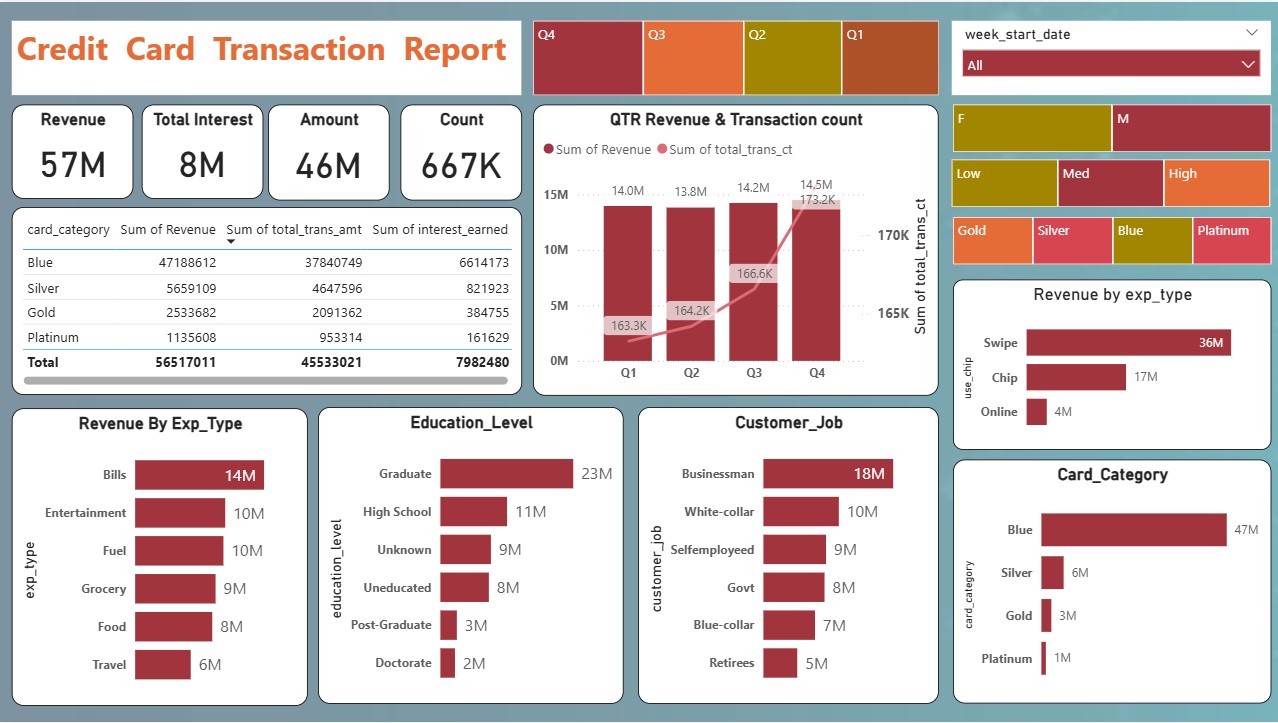 Credit Card Transaction Report
Q4
Q3
Q2
Q1
week_start_date
All
Revenue
57M
Total Interest
8M
Amount
46M
Count
667K
QTR Revenue & Transaction count
Sum of Revenue Sum of total_trans_ct
15M
10M
5M
0M
14.0M
13.8M
14.2M
14.5M
163.3K
164.2K
166.6K
173.2K
170K
165K
Sum of total_trans_ct
Q1 Q2 Q3 Q4
F
M
Low
Med
High
Gold
Silver
Blue
Platinum
card_category Sum of Revenue Sum of total_trans_amt Sum of interest_earned
Blue 47188612 37840749 6614173
Silver 5659109 4647596 821923
Gold 2533682 2091362 384755
Platinum 1135608 953314 161629
Total 56517011 45533021 7982480
Revenue by exp_type
use_chip
Swipe 36M
Chip 17M
Online 4M
Revenue By Exp_Type
exp_type
Bills 14M
Entertainment 10M
Fuel 10M
Grocery 9M
Food 8M
Travel 6M
Education_Level
education_level
Graduate 23M
High School 11M
Unknown 9M
Uneducated 8M
Post-Graduate 3M
Doctorate 2M
Customer_Job
customer_job
Businessman 18M
White-collar 10M
Selfemployeed 9M
Govt 8M
Blue-collar 7M
Retirees 5M
Card_Category
card_category
Blue 47M
Silver 6M
Gold 3M
Platinum 1M